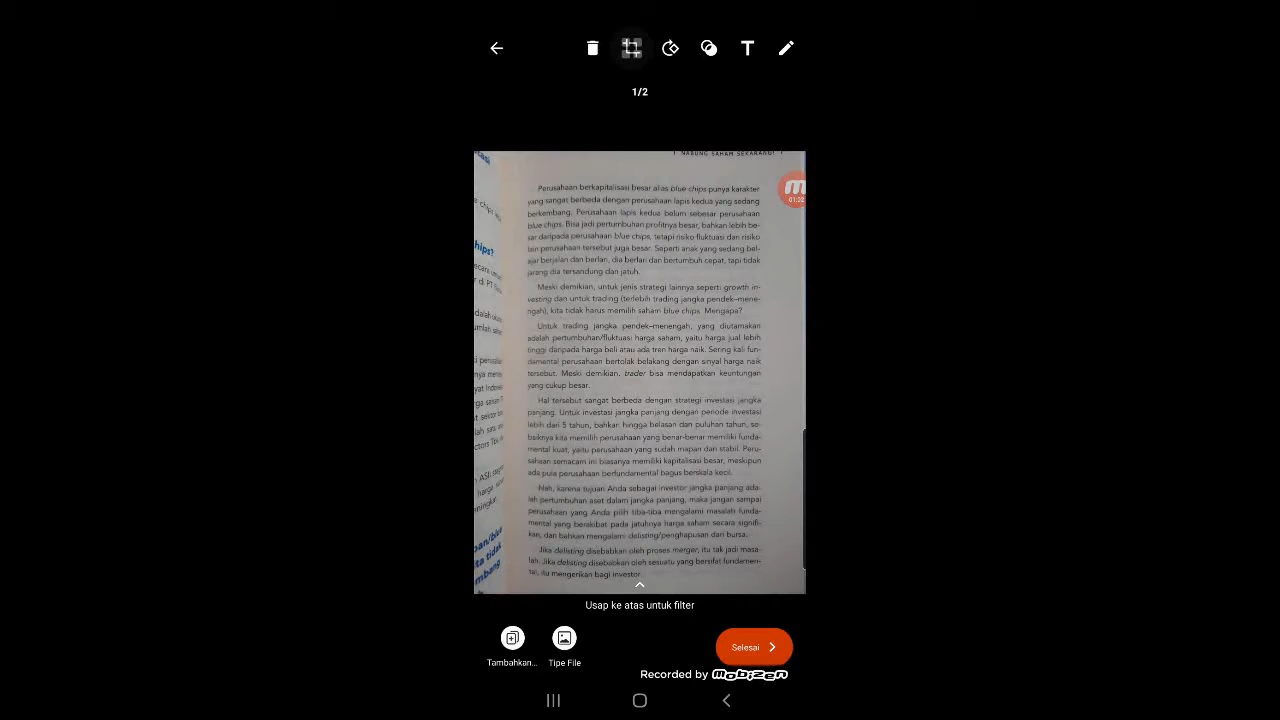 1/2
NABUNG SAHAM SEKARANG!
Perusahaan berkapitalisasi besar alias blue chips punya karakter
yang sangat berbeda dengan perusahaan lapis kedua yang sedang
berkembang. Perusahaan lapis kedua belum sebesar perusahaan
blue chips. Bisa jadi pertumbuhan profitnya besar, bahkan lebih be-
sar daripada perusahaan blue chips, tetapi risiko fluktuasi dan risiko
lain perusahaan tersebut juga besar. Seperti anak yang sedang bel-
ajar berjalan dan berlari, dia berlari dan bertumbuh cepat, tapi tidak
jarang dia tersandung dan jatuh.
Meski demikian, untuk jenis strategi lainnya seperti growth in-
vesting dan untuk trading (terlebih trading jangka pendek–mene-
ngah), kita tidak harus memilih saham blue chips. Mengapa?
Untuk trading jangka pendek–menengah, yang diutamakan
adalah pertumbuhan/fluktuasi harga saham, yaitu harga jual lebih
tinggi daripada harga beli atau ada tren harga naik. Sering kali fun-
damental perusahaan bertolak belakang dengan sinyal harga naik
tersebut. Meski demikian, trader bisa mendapatkan keuntungan
yang cukup besar.
Hal tersebut sangat berbeda dengan strategi investasi jangka
panjang. Untuk investasi jangka panjang dengan periode investasi
lebih dari 5 tahun, bahkan hingga belasan dan puluhan tahun, se-
baiknya kita memilih perusahaan yang benar-benar memiliki funda-
mental kuat, yaitu perusahaan yang sudah mapan dan stabil. Peru-
sahaan semacam ini biasanya memiliki kapitalisasi besar, meskipun
ada pula perusahaan berfundamental bagus berskala kecil.
Nah, karena tujuan Anda sebagai investor jangka panjang ada-
lah pertumbuhan aset dalam jangka panjang, maka jangan sampai
perusahaan yang Anda pilih tiba-tiba mengalami masalah funda-
mental yang berakibat pada jatuhnya harga saham secara signifi-
kan, dan bahkan mengalami delisting/penghapusan dari bursa.
Jika delisting disebabkan oleh proses merger, itu tak jadi masa-
lah. Jika delisting disebabkan oleh sesuatu yang bersifat fundamen-
tal, itu mengerikan bagi investor.
hips?
01:22
Usap ke atas untuk filter
Tambahkan...
Tipe File
Selesai
Recorded by mobizen